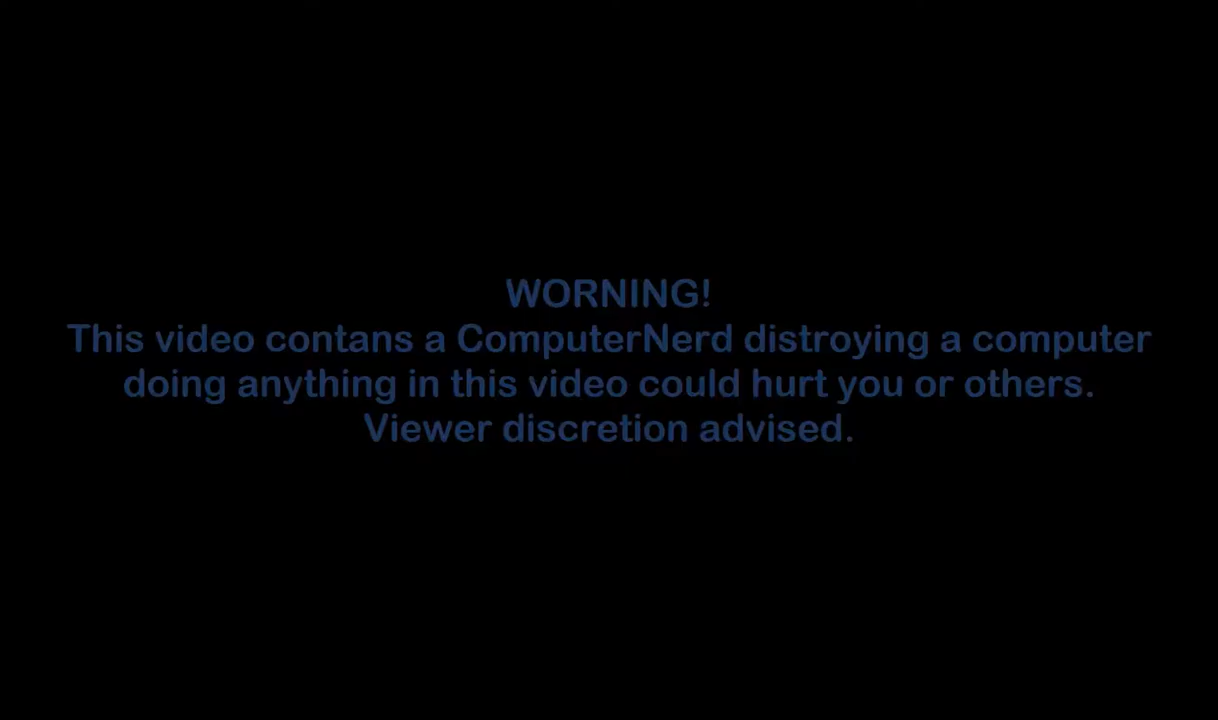 WORNING!
This video contans a ComputerNerd distroying a computer
doing anything in this video could hurt you or others.
Viewer discretion advised.